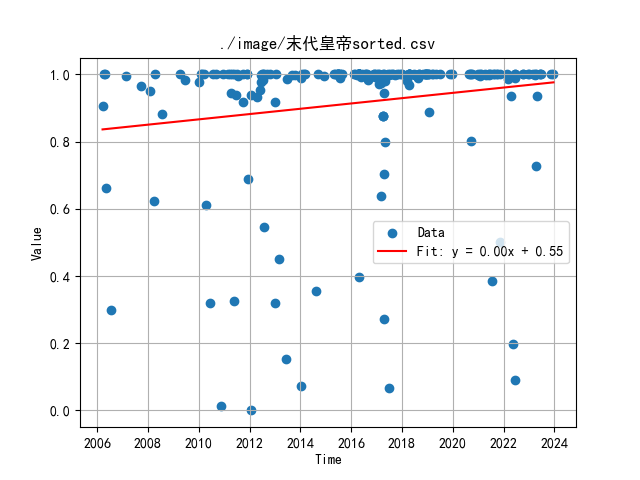 ./image/末代皇帝sorted.csv
1.0
0.8
0.6
0.4
0.2
0.0
Value
Data
Fit: y = 0.00x + 0.55
2006 2008 2010 2012 2014 2016 2018 2020 2022 2024
Time